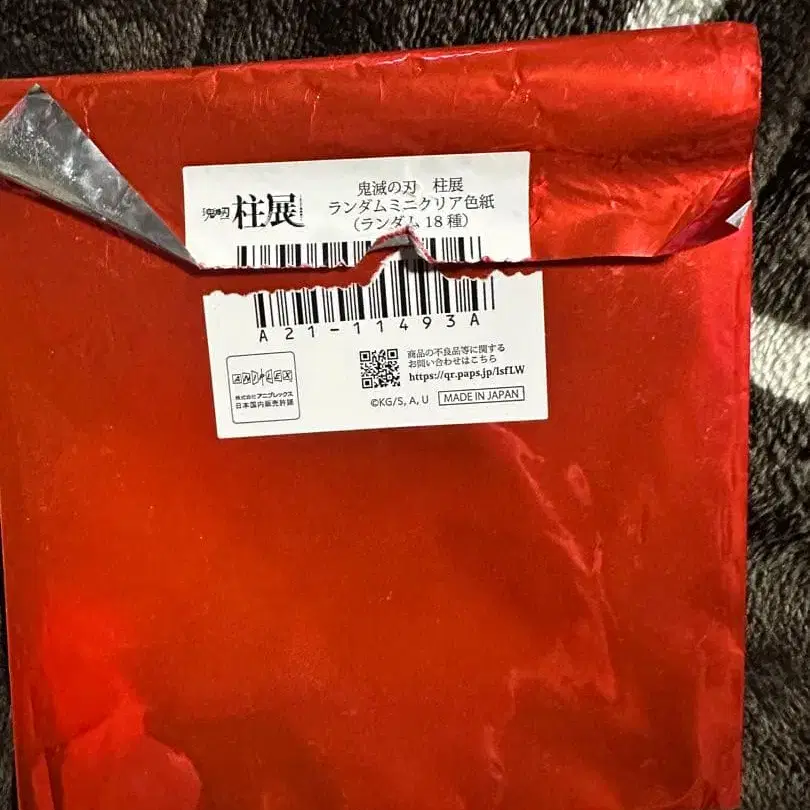 鬼滅の刃 柱展
鬼滅の刃 柱展
ランダムミニクリア色紙
(ランダム 18 種)
A21-11493A
ANIPLEX
株式会社アニプレックス
日本国内販売許諾
商品の不良品等に関する
お問い合わせはこちら
https://qr.paps.jp/lsfLW
©KG/S, A, U
MADE IN JAPAN